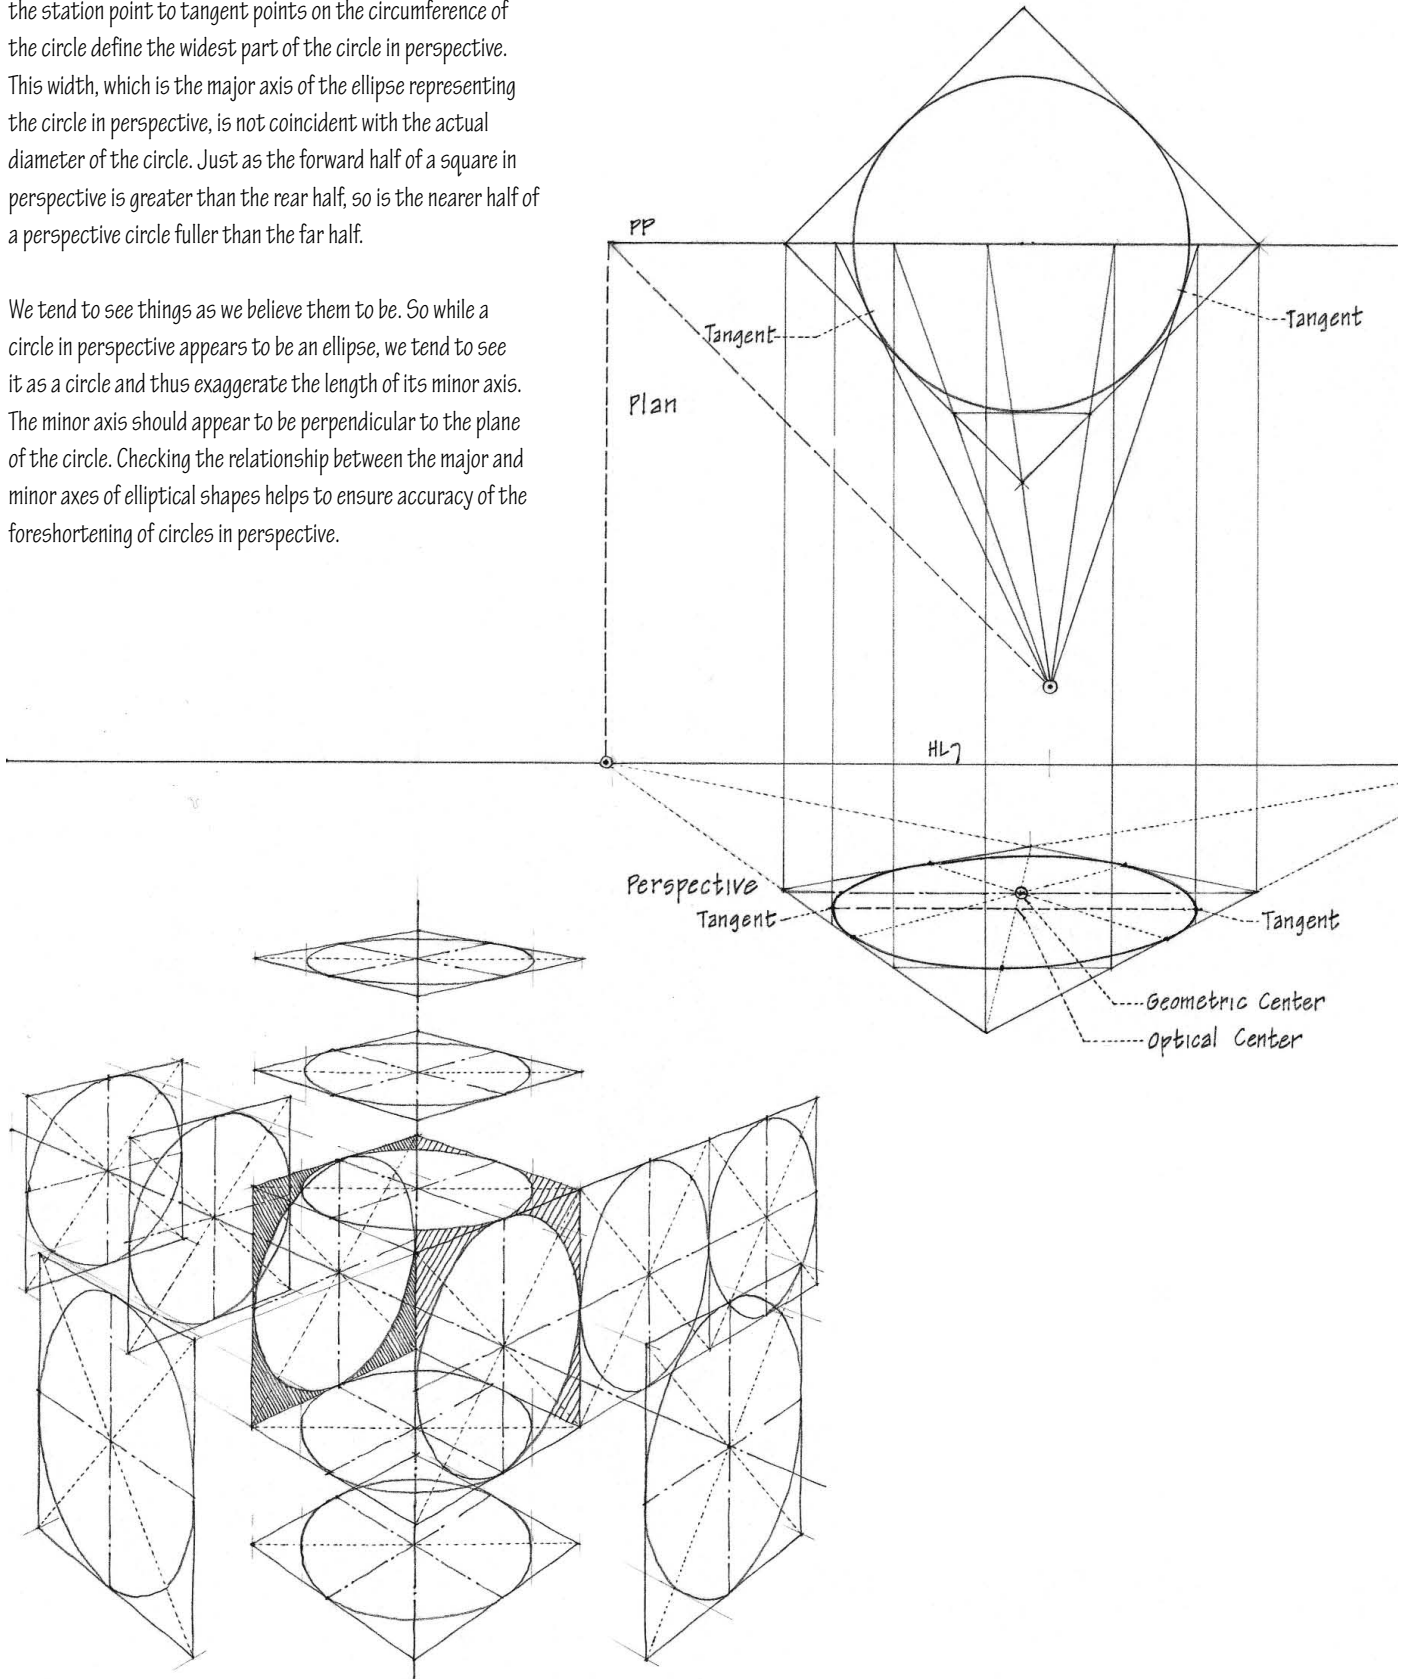 the station point to tangent points on the circumference of
the circle define the widest part of the circle in perspective.
This width, which is the major axis of the ellipse representing
the circle in perspective, is not coincident with the actual
diameter of the circle. Just as the forward half of a square in
perspective is greater than the rear half, so is the nearer half of
a perspective circle fuller than the far half.
We tend to see things as we believe them to be. So while a
circle in perspective appears to be an ellipse, we tend to see
it as a circle and thus exaggerate the length of its minor axis.
The minor axis should appear to be perpendicular to the plane
of the circle. Checking the relationship between the major and
minor axes of elliptical shapes helps to ensure accuracy of the
foreshortening of circles in perspective.
PP
Tangent
Tangent
Plan
HL
Perspective
Tangent
Tangent
Geometric Center
Optical Center